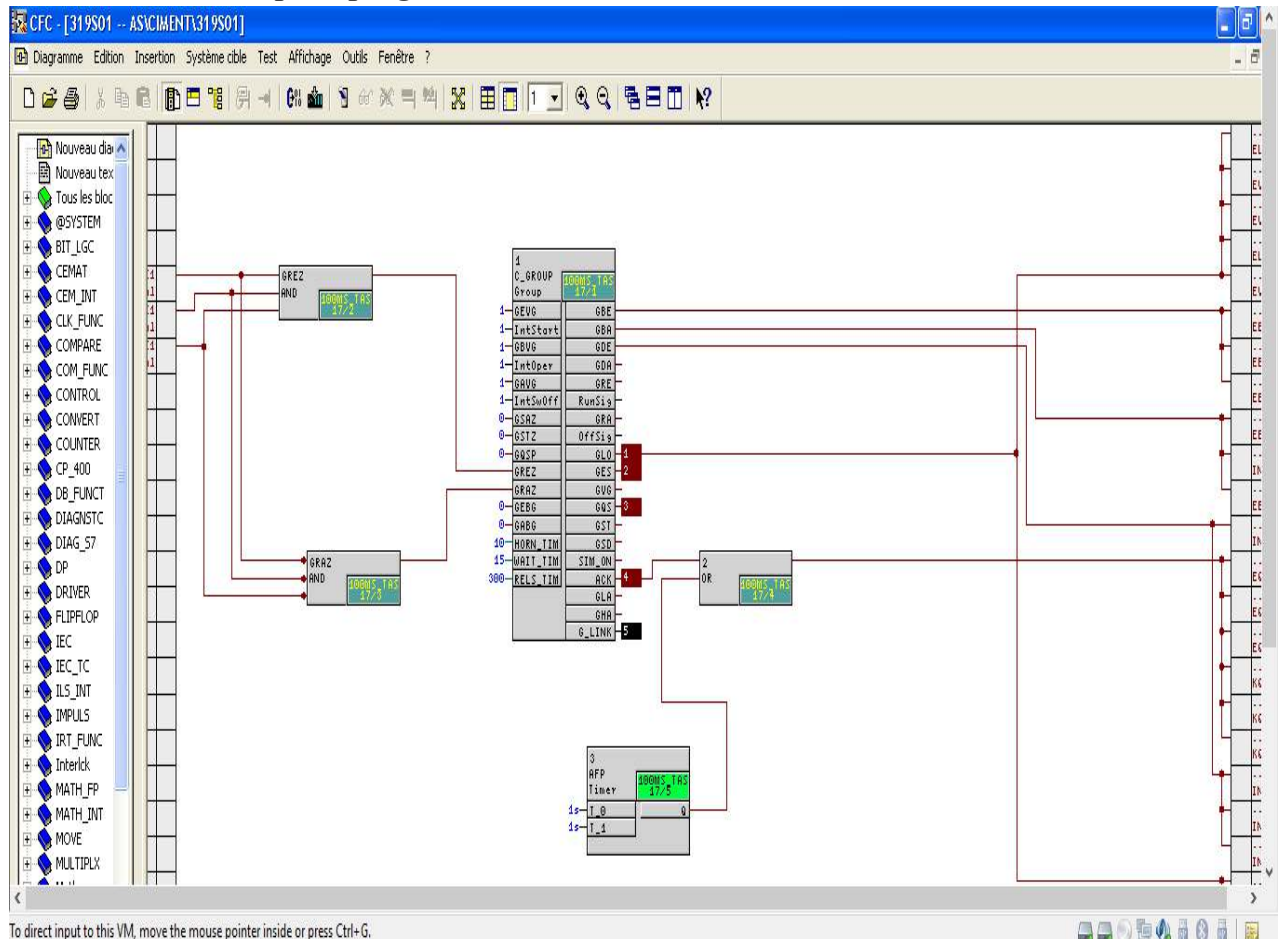 CFC - [319S01 -- AS\CIMENT\319S01]
Diagramme Edition Insertion Système cible Test Affichage Outils Fenêtre ?
1
Nouveau dia
Nouveau tex
Tous les bloc
@SYSTEM
BIT_LGC
CEMAT
CEM_INT
CLK_FUNC
COMPARE
COM_FUNC
CONTROL
CONVERT
COUNTER
CP_400
DB_FUNCT
DIAGNSTC
DIAG_S7
DP
DRIVER
FLIPFLOP
IEC
IEC_TC
ILS_INT
IMPULS
IRT_FUNC
Interlck
MATH_FP
MATH_INT
MOVE
MULTIPLX
GREZ
AND
100MS_TAS
17/2
GRAZ
AND
100MS_TAS
17/3
1
C_GROUP
Group
100MS_TAS
17/1
1 GEVG GBE
1 IntStart GBA
1 GBVG GDE
1 IntOper GDA
1 GAVG GRE
1 IntSwOff RunSig
0 GSAZ GRA
0 GSTZ OffSig
0 GQSP GLO 1
GREZ GES 2
GRAZ GVG
0 GEBG GQS 3
0 GABG GST
10 HORN_TIM GSD
15 WAIT_TIM SIM_ON
300 RELS_TIM ACK 4
GLA
GHA
G_LINK 5
2
OR
100MS_TAS
17/4
3
AFP
Timer
100MS_TAS
17/5
1s T_0 Q
1s T_1
To direct input to this VM, move the mouse pointer inside or press Ctrl+G.